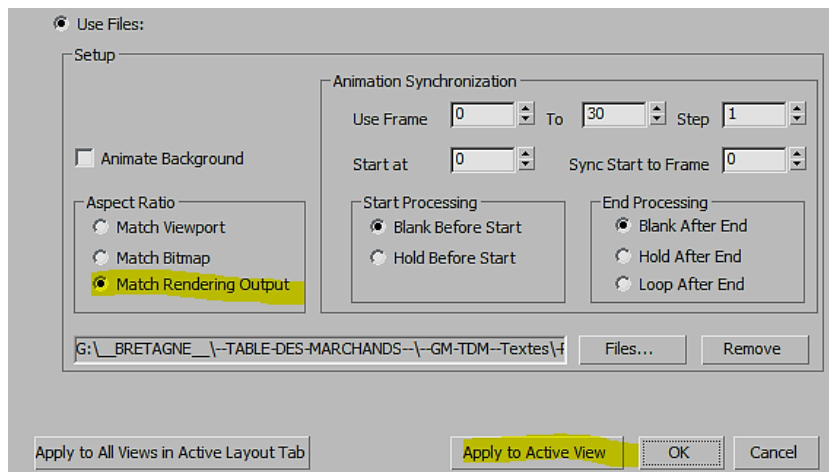 Use Files:
Setup
Animation Synchronization
Use Frame 0 To 30 Step 1
Animate Background
Start at 0 Sync Start to Frame 0
Aspect Ratio
Match Viewport
Match Bitmap
Match Rendering Output
Start Processing
Blank Before Start
Hold Before Start
End Processing
Blank After End
Hold After End
Loop After End
G:\__BRETAGNE__\--TABLE-DES-MARCHANDS--\--GM-TDM--Textes\-
Files... Remove
Apply to All Views in Active Layout Tab Apply to Active View OK Cancel